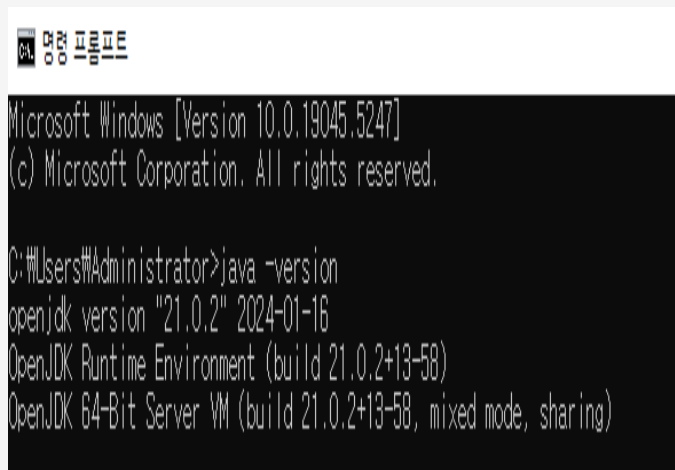 명령 프롬프트
Microsoft Windows [Version 10.0.19045.5247]
(c) Microsoft Corporation. All rights reserved.
C:₩Users₩Administrator>java -version
openjdk version "21.0.2" 2024-01-16
OpenJDK Runtime Environment (build 21.0.2+13-58)
OpenJDK 64-Bit Server VM (build 21.0.2+13-58, mixed mode, sharing)